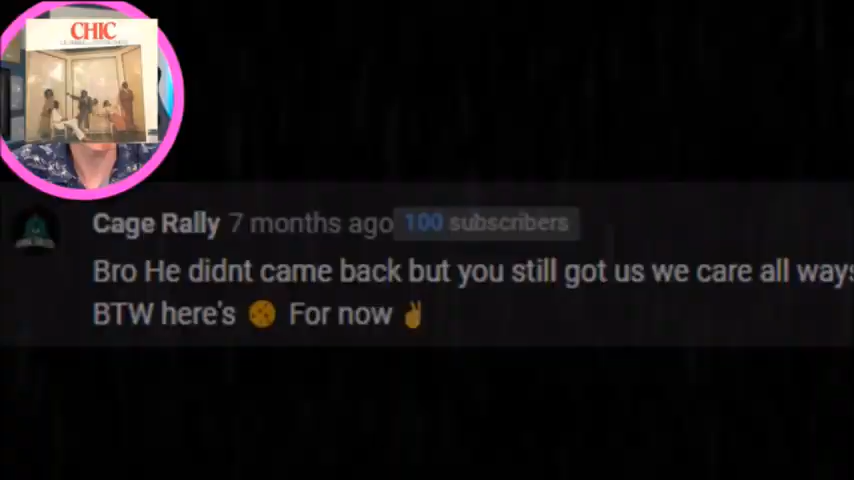 CHIC
Cage Rally 7 months ago 100 subscribers
Bro He didnt came back but you still got us we care all ways
BTW here's 🍪 For now ✌